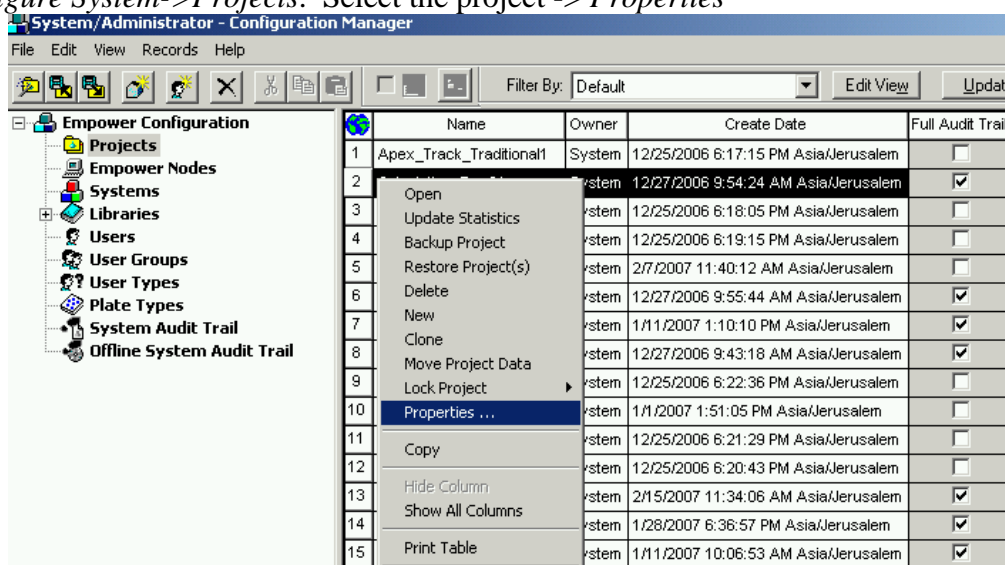 gure System->Projects. Select the project -> Properties
System/Administrator - Configuration Manager
File Edit View Records Help
Filter By: Default Edit View Updat
Empower Configuration
Projects
Empower Nodes
Systems
Libraries
Users
User Groups
User Types
Plate Types
System Audit Trail
Offline System Audit Trail
Name Owner Create Date Full Audit Trail
1 Apex_Track_Traditional1 System 12/25/2006 6:17:15 PM Asia/Jerusalem
2 ystem 12/27/2006 9:54:24 AM Asia/Jerusalem
3 ystem 12/25/2006 6:18:05 PM Asia/Jerusalem
4 ystem 12/25/2006 6:19:15 PM Asia/Jerusalem
5 ystem 2/7/2007 11:40:12 AM Asia/Jerusalem
6 ystem 12/27/2006 9:55:44 AM Asia/Jerusalem
7 ystem 1/11/2007 1:10:10 PM Asia/Jerusalem
8 ystem 12/27/2006 9:43:18 AM Asia/Jerusalem
9 ystem 12/25/2006 6:22:36 PM Asia/Jerusalem
10 ystem 1/1/2007 1:51:05 PM Asia/Jerusalem
11 ystem 12/25/2006 6:21:29 PM Asia/Jerusalem
12 ystem 12/25/2006 6:20:43 PM Asia/Jerusalem
13 ystem 2/15/2007 11:34:06 AM Asia/Jerusalem
14 ystem 1/28/2007 6:36:57 PM Asia/Jerusalem
15 ystem 1/11/2007 10:06:53 AM Asia/Jerusalem
Open
Update Statistics
Backup Project
Restore Project(s)
Delete
New
Clone
Move Project Data
Lock Project
Properties ...
Copy
Hide Column
Show All Columns
Print Table